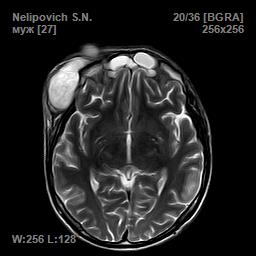 Nelipovich S.N.
20/36 [BGRA]
муж [27]
256x256
W:256 L:128